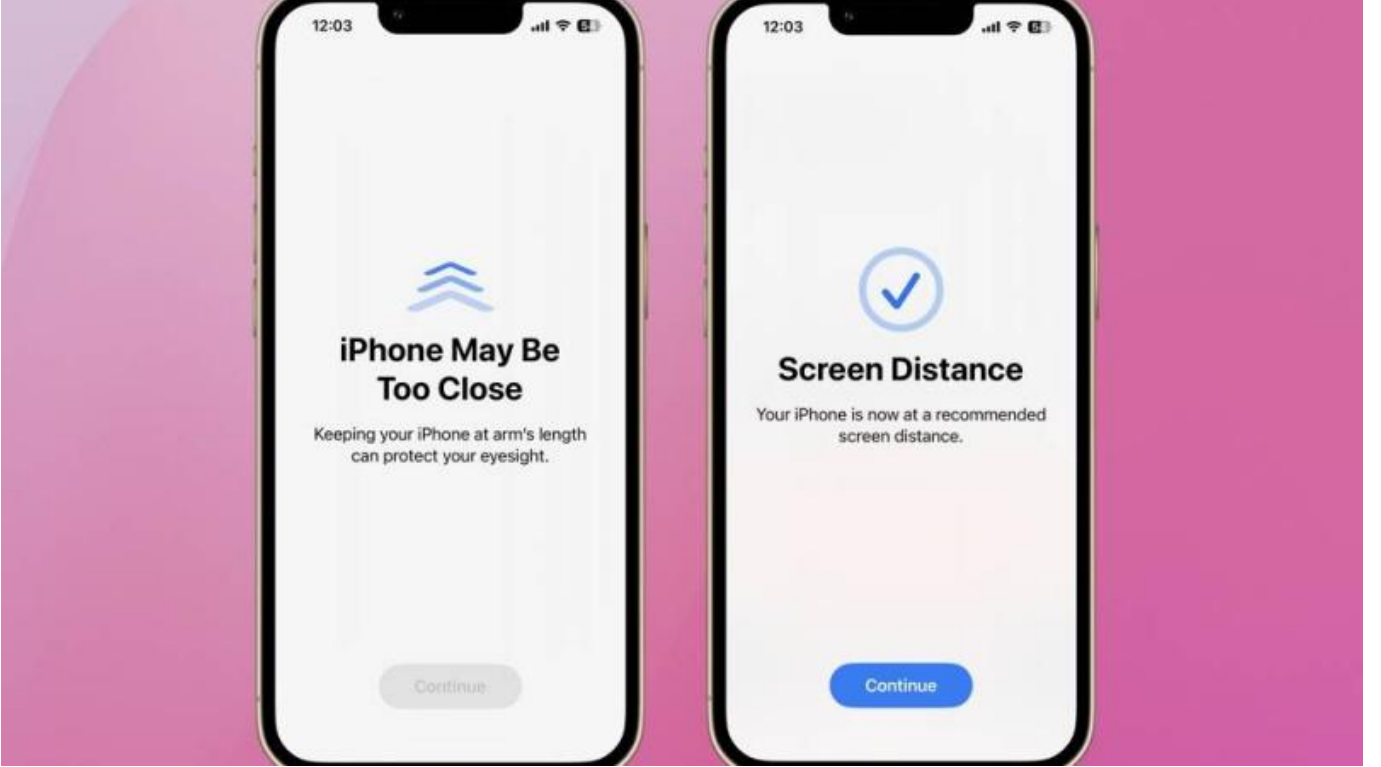 12:03
iPhone May Be
Too Close
Keeping your iPhone at arm's length
can protect your eyesight.
Continue
12:03
Screen Distance
Your iPhone is now at a recommended
screen distance.
Continue